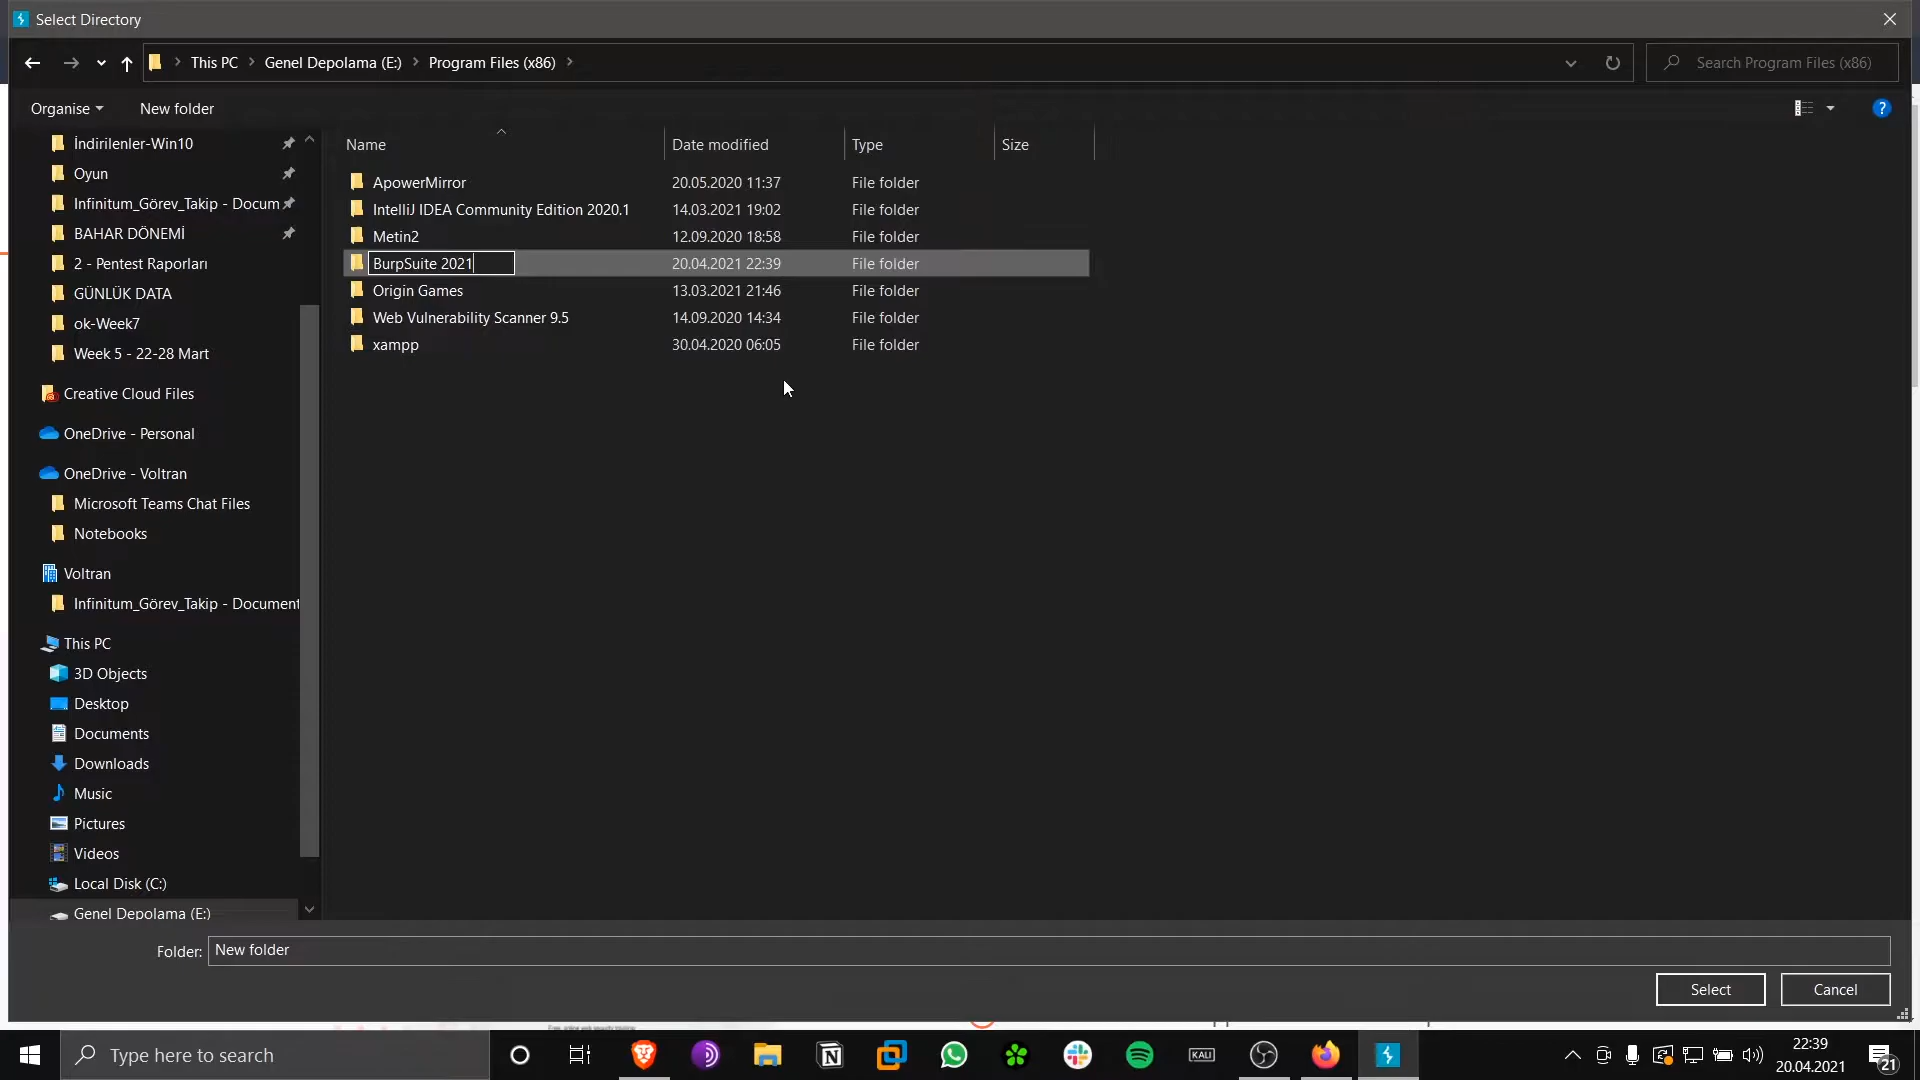 Select Directory
This PC > Genel Depolama (E:) > Program Files (x86) >
Search Program Files (x86)
Organise
New folder
?
Name
Date modified
Type
Size
İndirilenler-Win10
Oyun
Infinitum_Görev_Takip - Docum
BAHAR DÖNEMİ
2 - Pentest Raporları
GÜNLÜK DATA
ok-Week7
Week 5 - 22-28 Mart
Creative Cloud Files
OneDrive - Personal
OneDrive - Voltran
Microsoft Teams Chat Files
Notebooks
Voltran
Infinitum_Görev_Takip - Document
This PC
3D Objects
Desktop
Documents
Downloads
Music
Pictures
Videos
Local Disk (C:)
Genel Depolama (E:)
ApowerMirror 20.05.2020 11:37 File folder
IntelliJ IDEA Community Edition 2020.1 14.03.2021 19:02 File folder
Metin2 12.09.2020 18:58 File folder
BurpSuite 2021 20.04.2021 22:39 File folder
Origin Games 13.03.2021 21:46 File folder
Web Vulnerability Scanner 9.5 14.09.2020 14:34 File folder
xampp 30.04.2020 06:05 File folder
Folder: New folder
Select
Cancel
Type here to search
KALI
22:39
20.04.2021
21